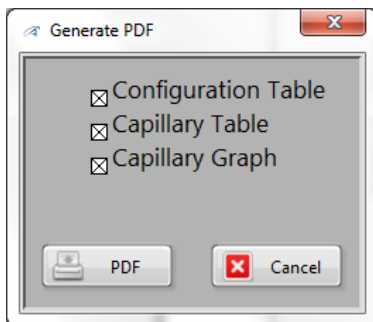 Generate PDF
Configuration Table
Capillary Table
Capillary Graph
PDF
Cancel